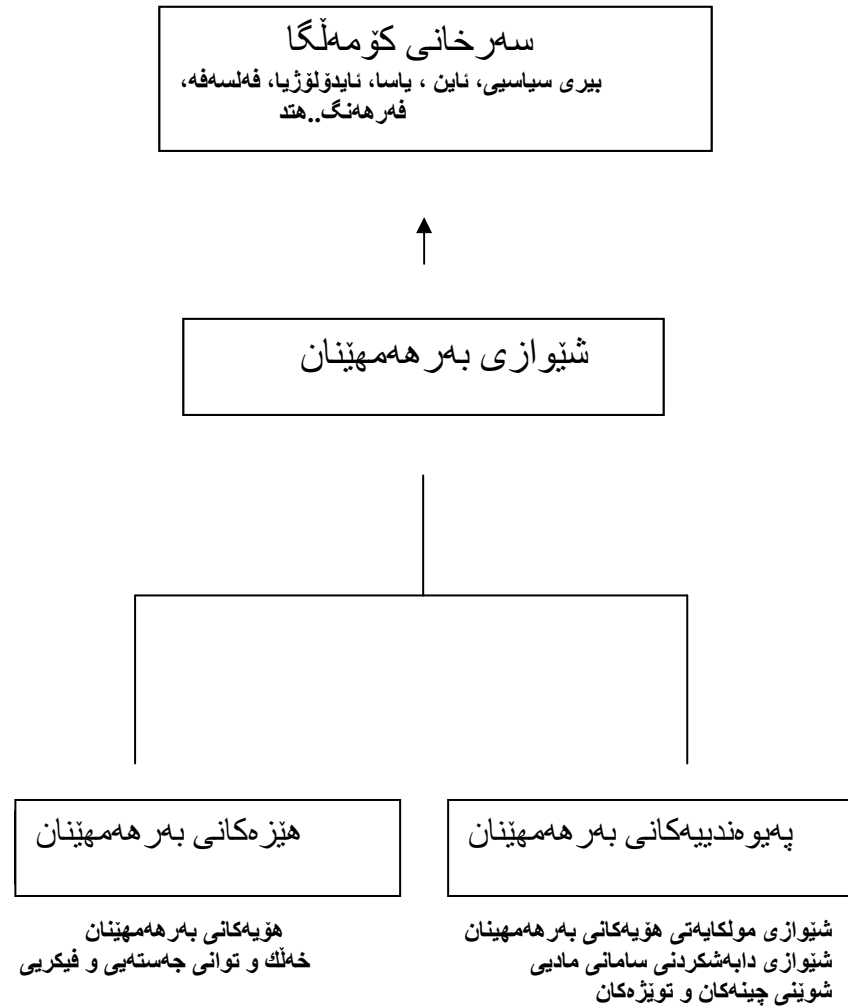 سەرخانی کۆمەڵگا
بیری سیاسیی، ئاین ، یاسا، ئایدۆلۆژیا، فەلسەفە،
فەرهەنگ..هتد
شێوازی بەرهەمهێنان
پەیوەندییەکانی بەرهەمهێنان
شێوازی مولکایەتی هۆیەکانی بەرهەمهینان
شێوازی دابەشکردنی سامانی مادیی
شوێنی چینەکان و توێژەکان
هێزەکانی بەرهەمهێنان
هۆیەکانی بەرهەمهێنان
خەڵك و توانی جەستەیی و فیکریی